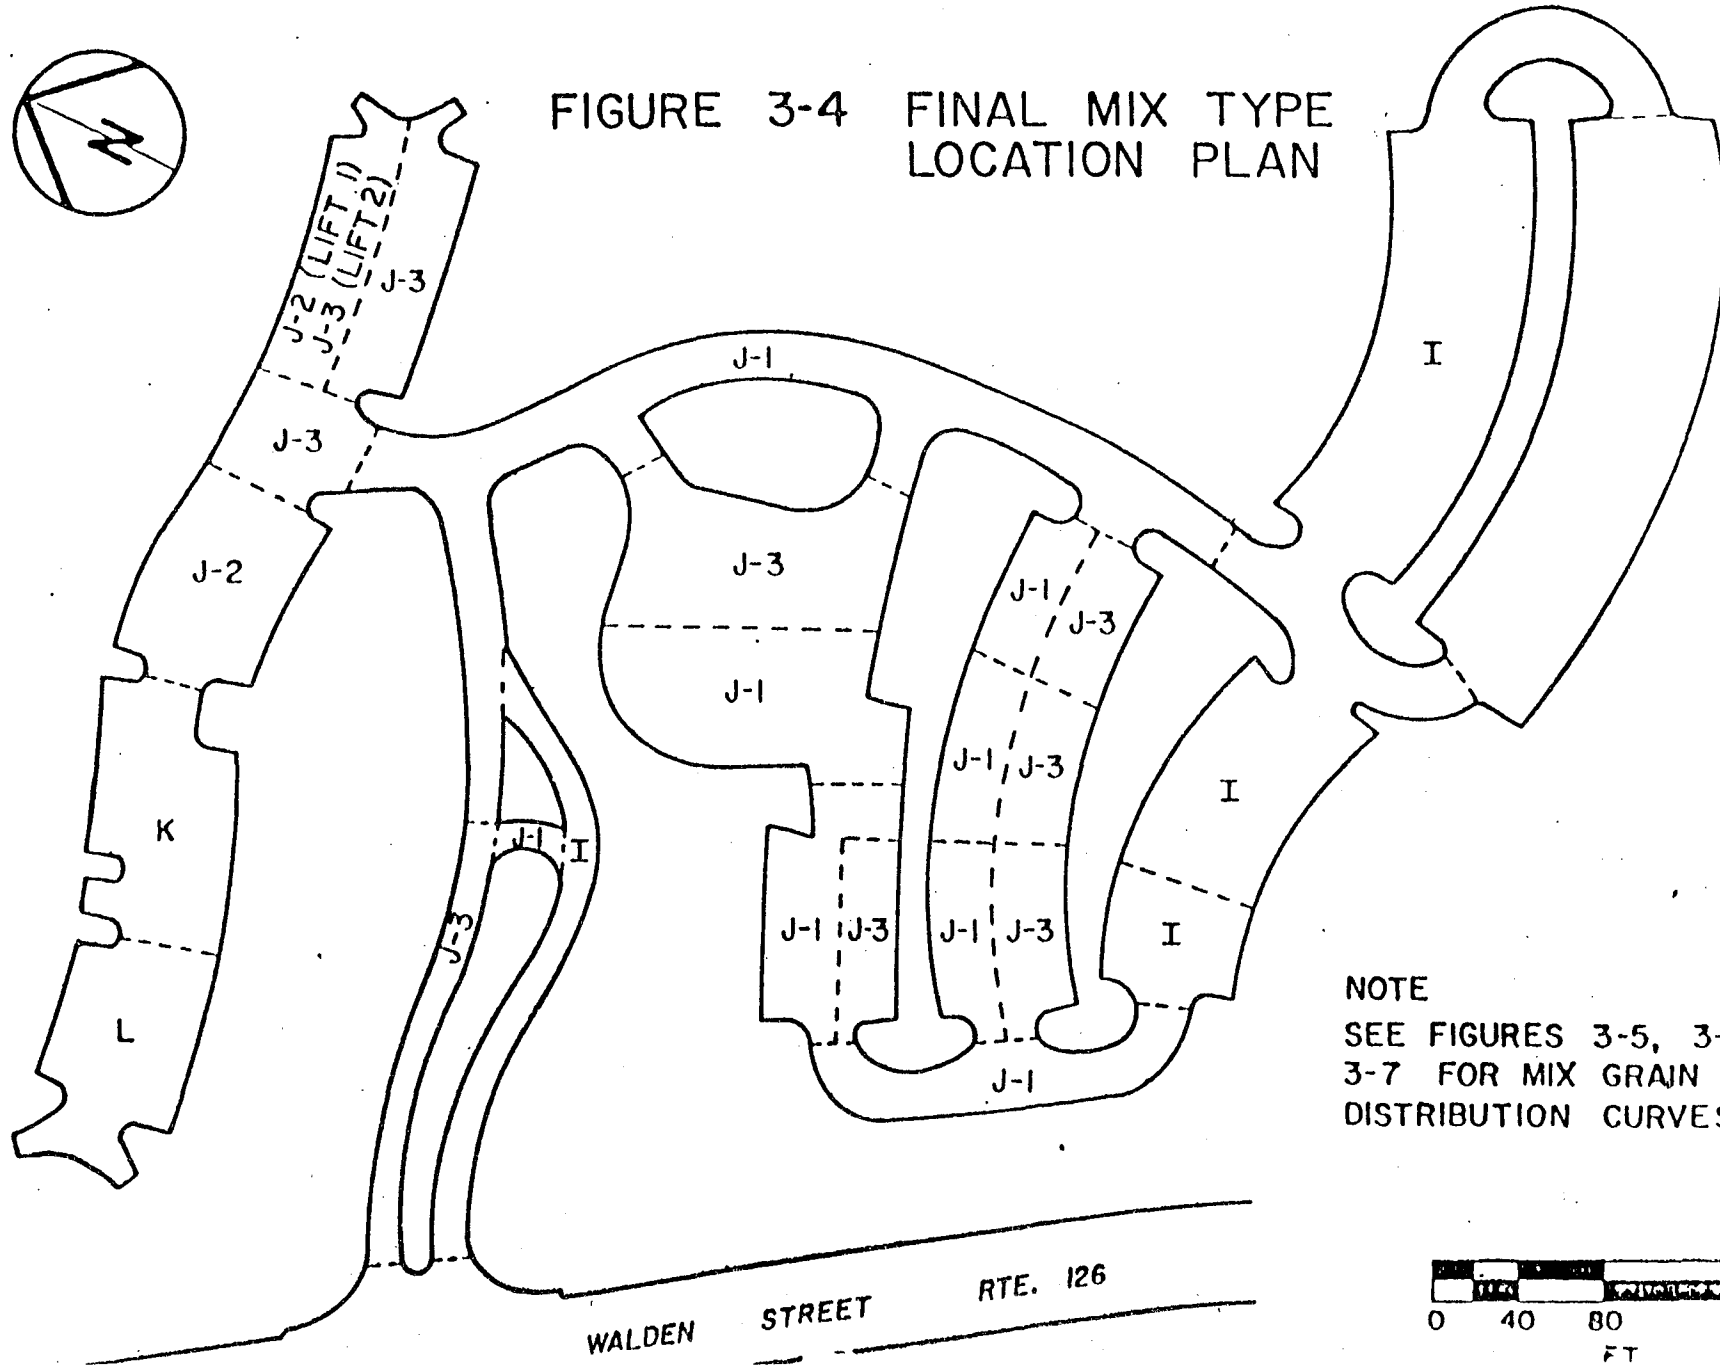 FIGURE 3-4 FINAL MIX TYPE
LOCATION PLAN
N
J-2 (LIFT 1)
J-3 (LIFT 2)
J-3
J-1
I
J-3
J-3
J-2
J-1
J-3
J-1
J-1
J-3
I
K
J-1
I
J-3
J-1
J-3
J-1
J-3
I
L
J-1
NOTE
SEE FIGURES 3-5, 3-
3-7 FOR MIX GRAIN
DISTRIBUTION CURVES
WALDEN STREET RTE. 126
0 40 80
FT